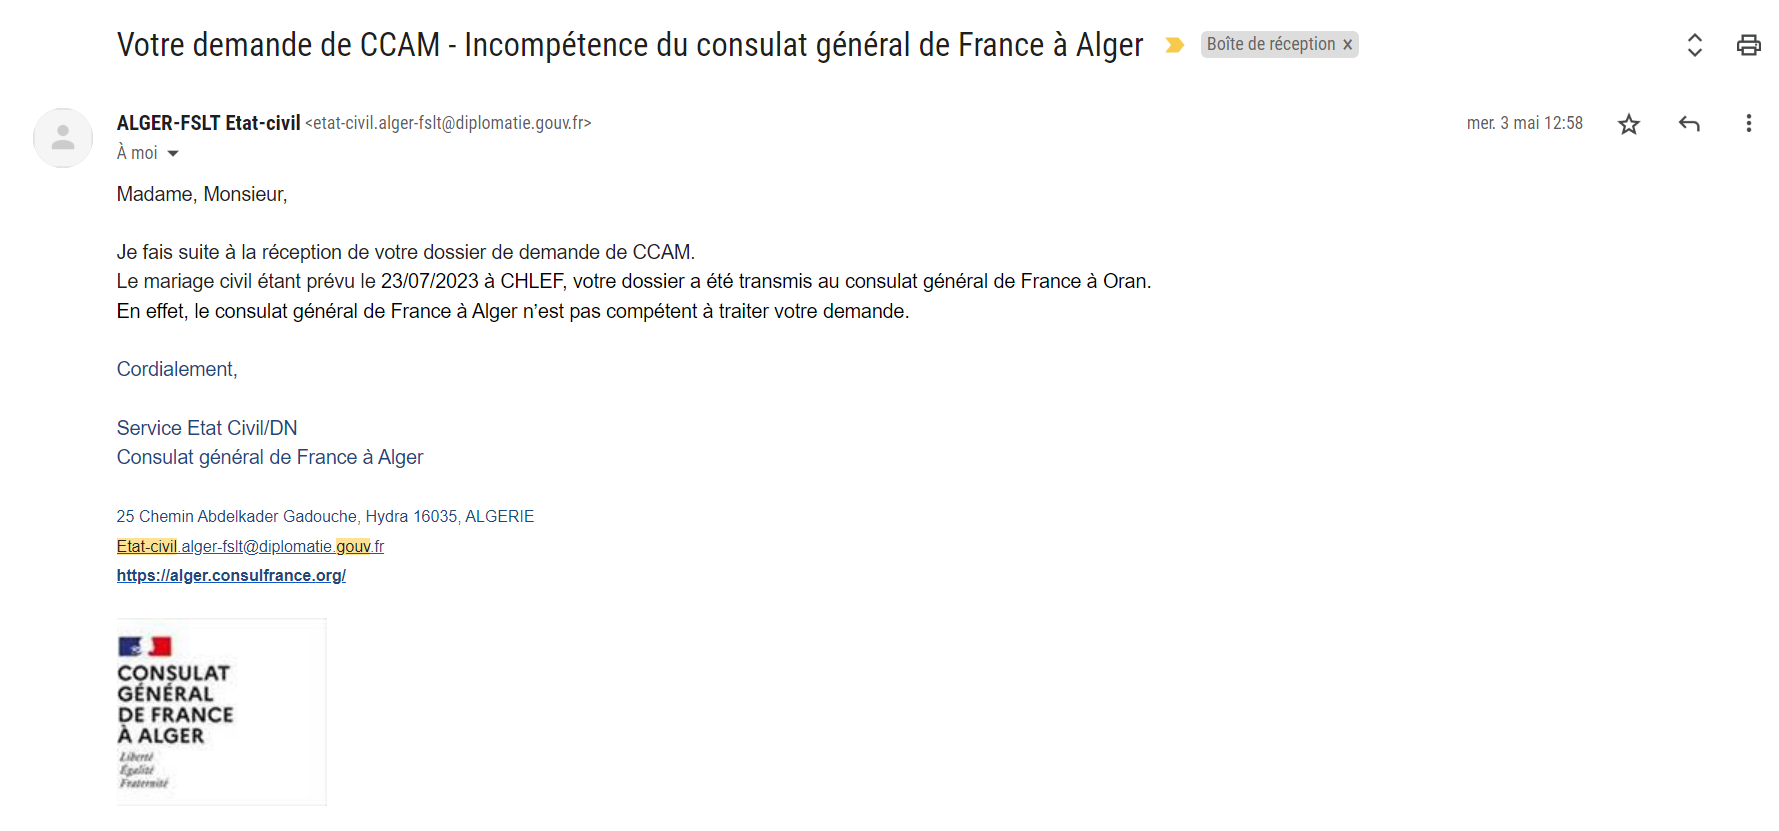 Votre demande de CCAM - Incompétence du consulat général de France à Alger
Boîte de réception x
ALGER-FSLT Etat-civil <etat-civil.alger-fslt@diplomatie.gouv.fr>
mer. 3 mai 12:58
À moi
Madame, Monsieur,
Je fais suite à la réception de votre dossier de demande de CCAM.
Le mariage civil étant prévu le 23/07/2023 à CHLEF, votre dossier a été transmis au consulat général de France à Oran.
En effet, le consulat général de France à Alger n’est pas compétent à traiter votre demande.
Cordialement,
Service Etat Civil/DN
Consulat général de France à Alger
25 Chemin Abdelkader Gadouche, Hydra 16035, ALGERIE
Etat-civil.alger-fslt@diplomatie.gouv.fr
https://alger.consulfrance.org/
CONSULAT
GÉNÉRAL
DE FRANCE
À ALGER
Liberté
Égalité
Fraternité